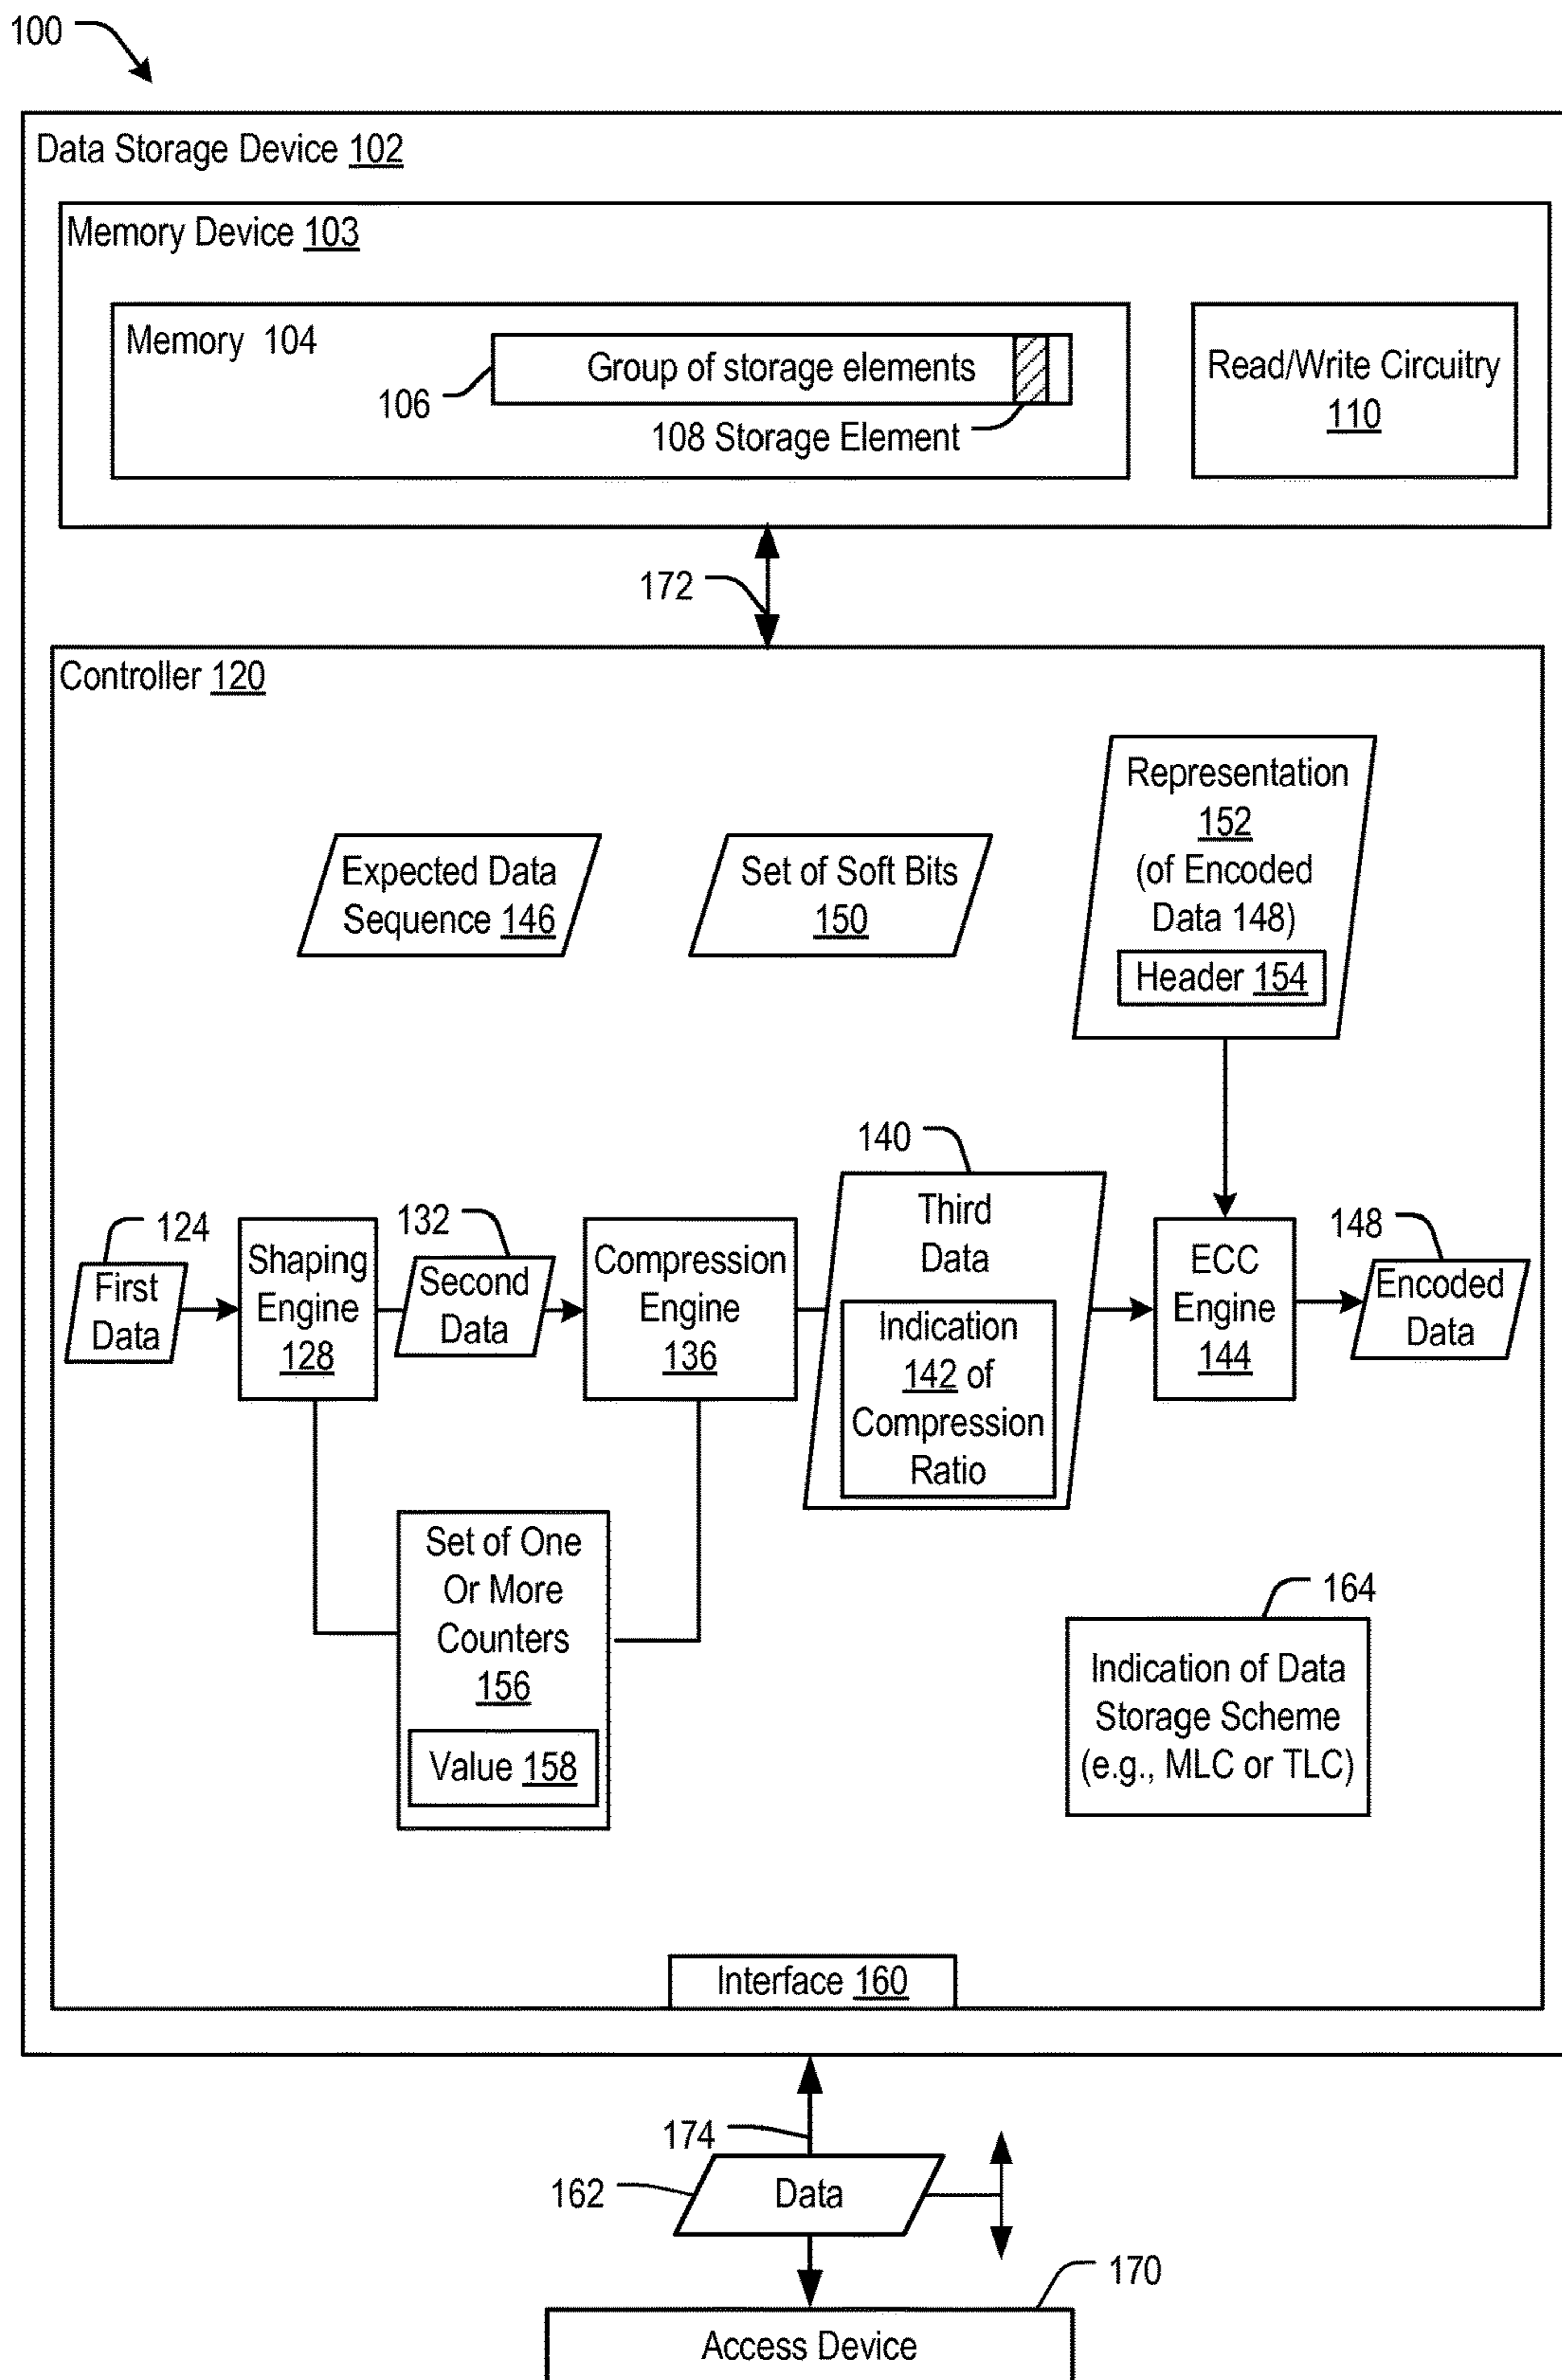 100
Data Storage Device 102
Memory Device 103
Memory 104
Group of storage elements
106
108 Storage Element
Read/Write Circuitry
110
172
Controller 120
Representation
152
(of Encoded
Data 148)
Header 154
Expected Data
Sequence 146
Set of Soft Bits
150
140
124
First
Data
Shaping
Engine
128
132
Second
Data
Compression
Engine
136
Third
Data
Indication
142 of
Compression
Ratio
ECC
Engine
144
148
Encoded
Data
Set of One
Or More
Counters
156
Value 158
164
Indication of Data
Storage Scheme
(e.g., MLC or TLC)
Interface 160
174
162
Data
170
Access Device